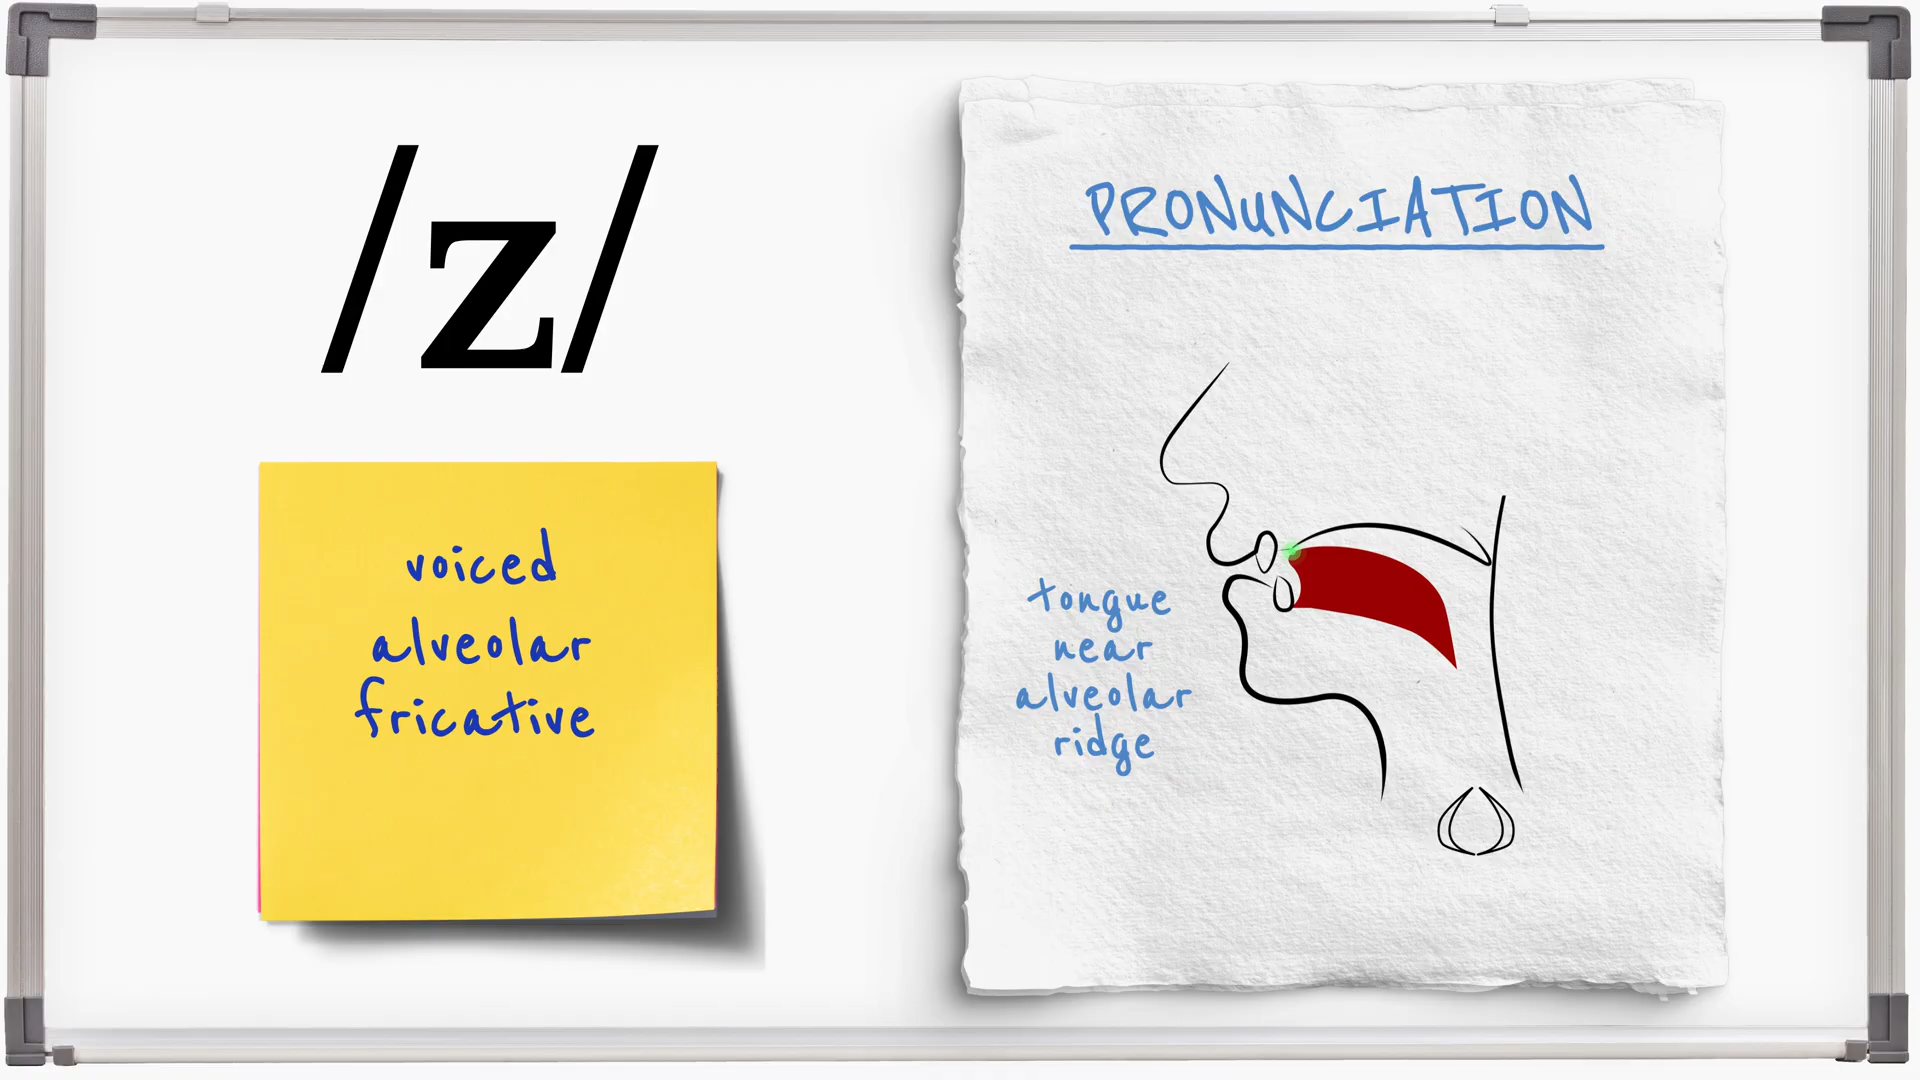 /z/
voiced
alveolar
fricative
PRONUNCIATION
tongue
near
alveolar
ridge